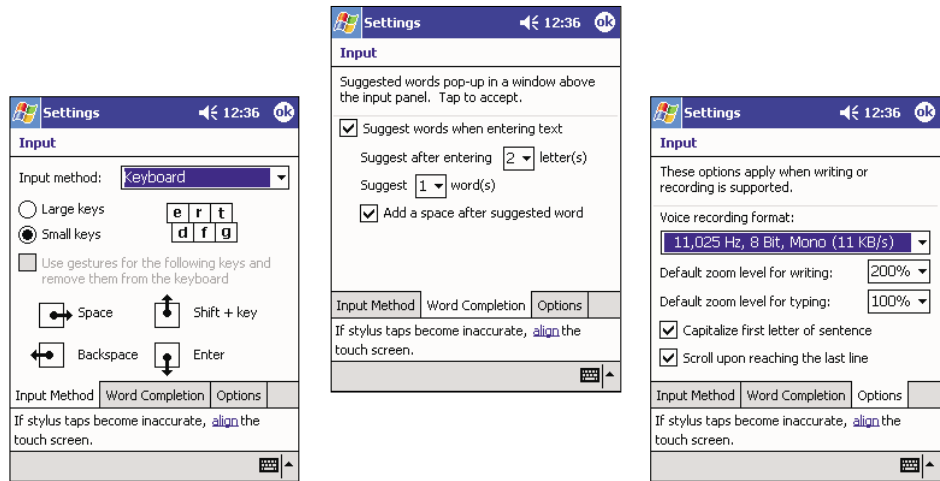 Settings 12:36 ok
Input
Input method: Keyboard
Large keys
Small keys
e r t
d f g
Use gestures for the following keys and
remove them from the keyboard
Space Shift + key
Backspace Enter
Input Method Word Completion Options
If stylus taps become inaccurate, align the
touch screen.
Settings 12:36 ok
Input
Suggested words pop-up in a window above
the input panel. Tap to accept.
Suggest words when entering text
Suggest after entering 2 letter(s)
Suggest 1 word(s)
Add a space after suggested word
Input Method Word Completion Options
If stylus taps become inaccurate, align the
touch screen.
Settings 12:36 ok
Input
These options apply when writing or
recording is supported.
Voice recording format:
11,025 Hz, 8 Bit, Mono (11 KB/s)
Default zoom level for writing: 200%
Default zoom level for typing: 100%
Capitalize first letter of sentence
Scroll upon reaching the last line
Input Method Word Completion Options
If stylus taps become inaccurate, align the
touch screen.